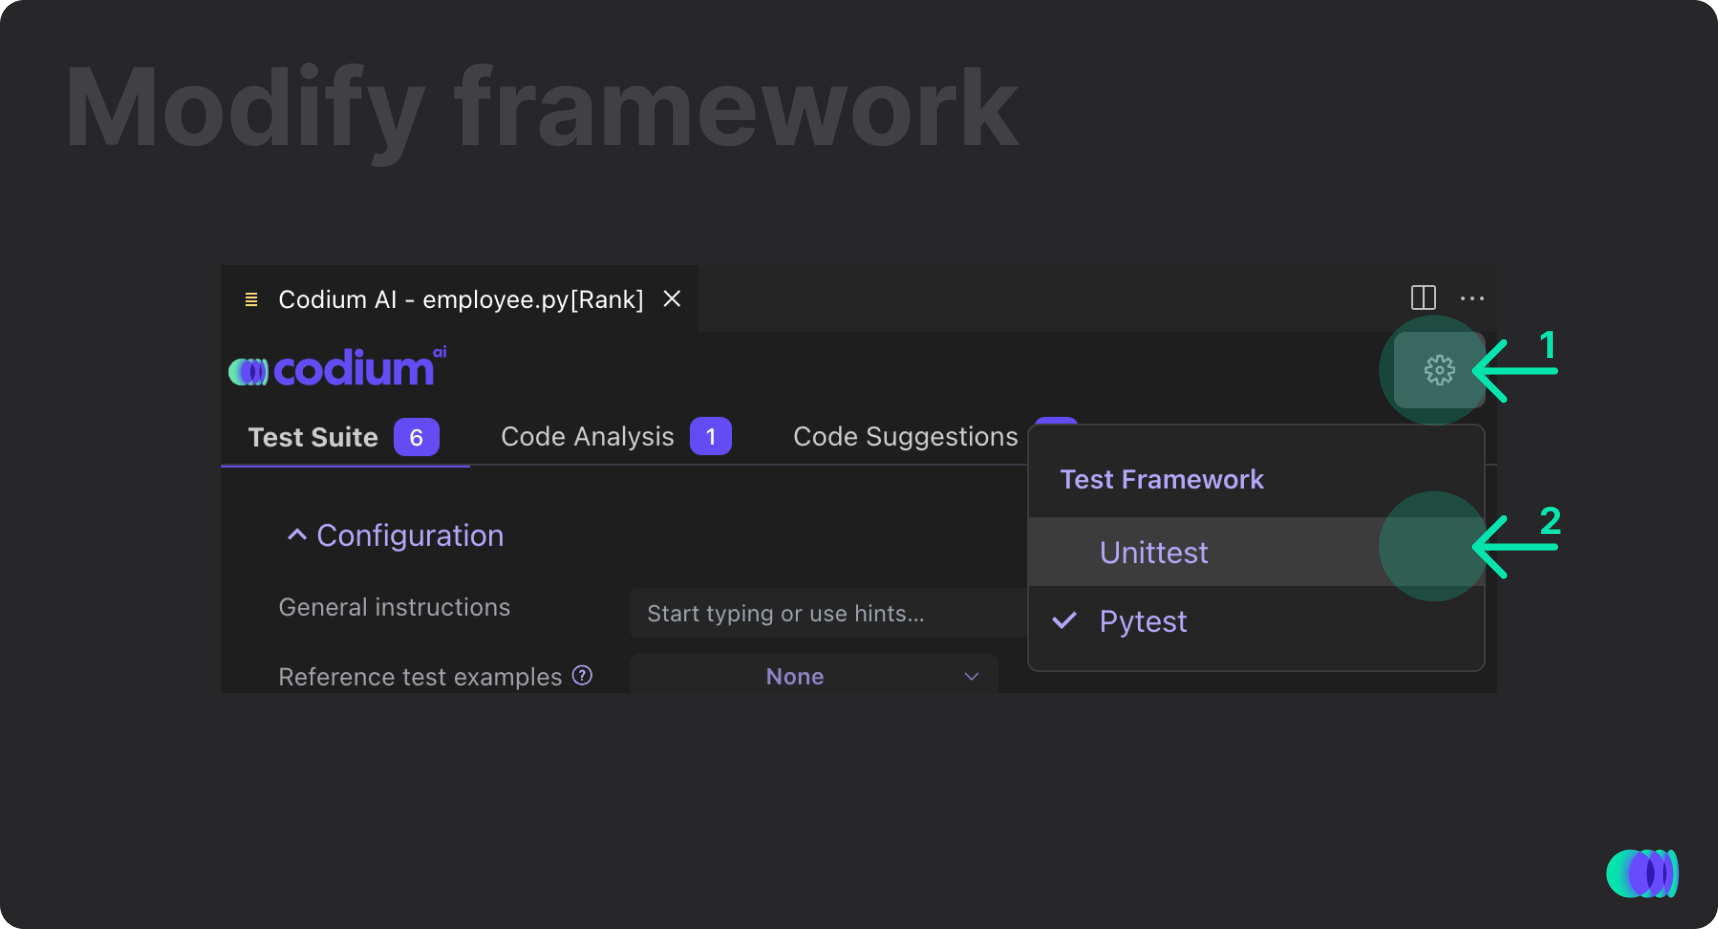 Modify framework
Codium AI - employee.py[Rank]
codium ai
1
Test Suite 6 Code Analysis 1 Code Suggestions
Test Framework
Unittest
2
Pytest
Configuration
General instructions Start typing or use hints...
Reference test examples ? None